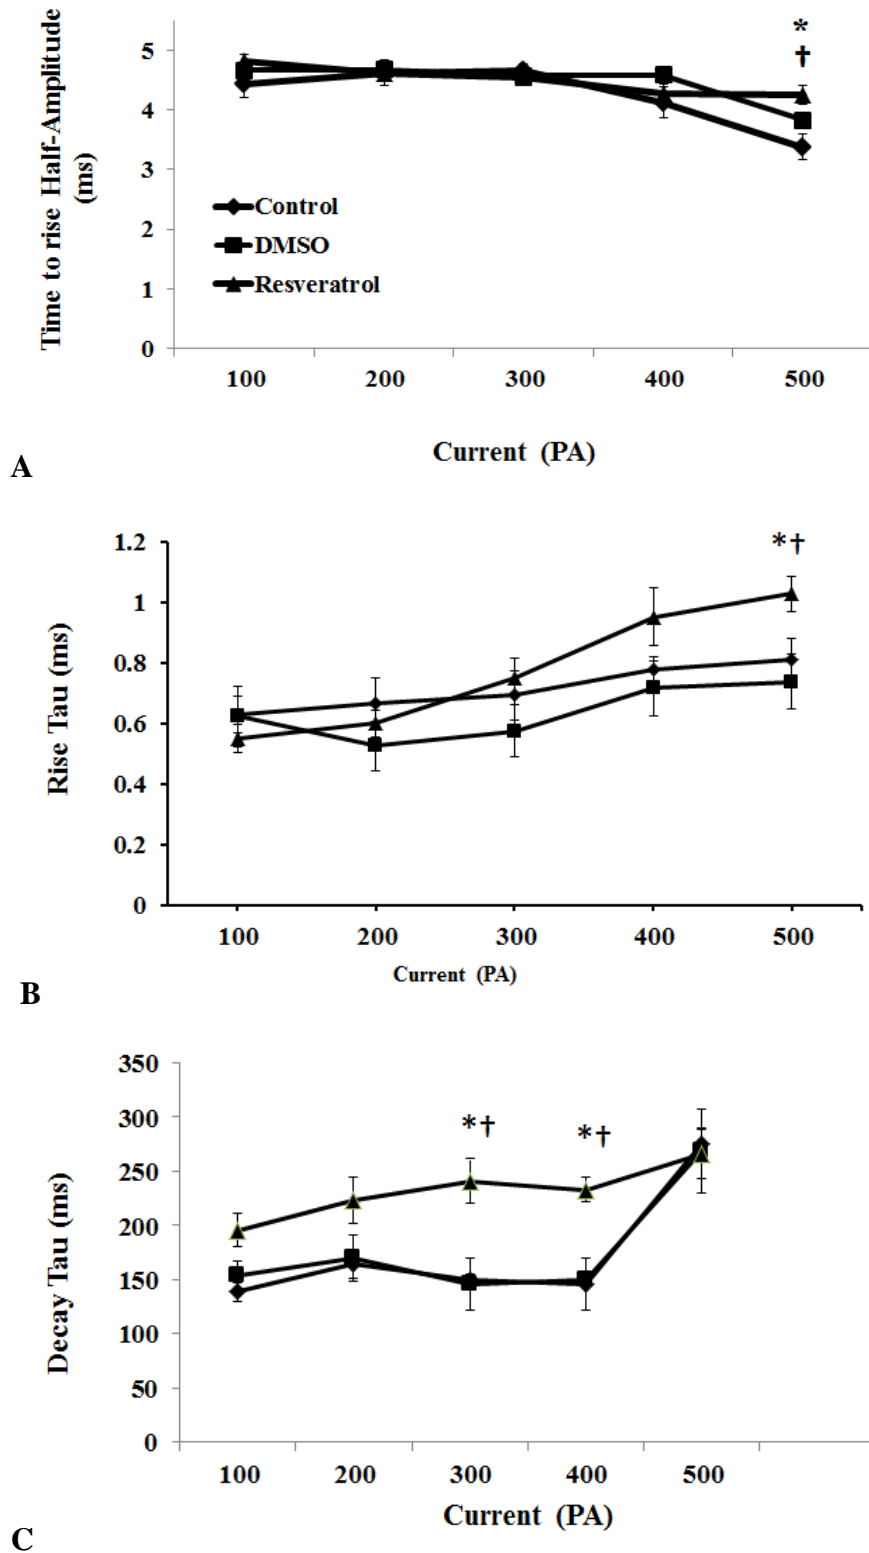 Time to rise Half-Amplitude
(ms)
5
4
3
2
1
0
*
†
Control
DMSO
Resveratrol
100 200 300 400 500
Current (PA)
A
Rise Tau (ms)
1.2
1
0.8
0.6
0.4
0.2
0
*†
100 200 300 400 500
Current (PA)
B
Decay Tau (ms)
350
300
250
200
150
100
50
0
*† *†
100 200 300 400 500
Current (PA)
C